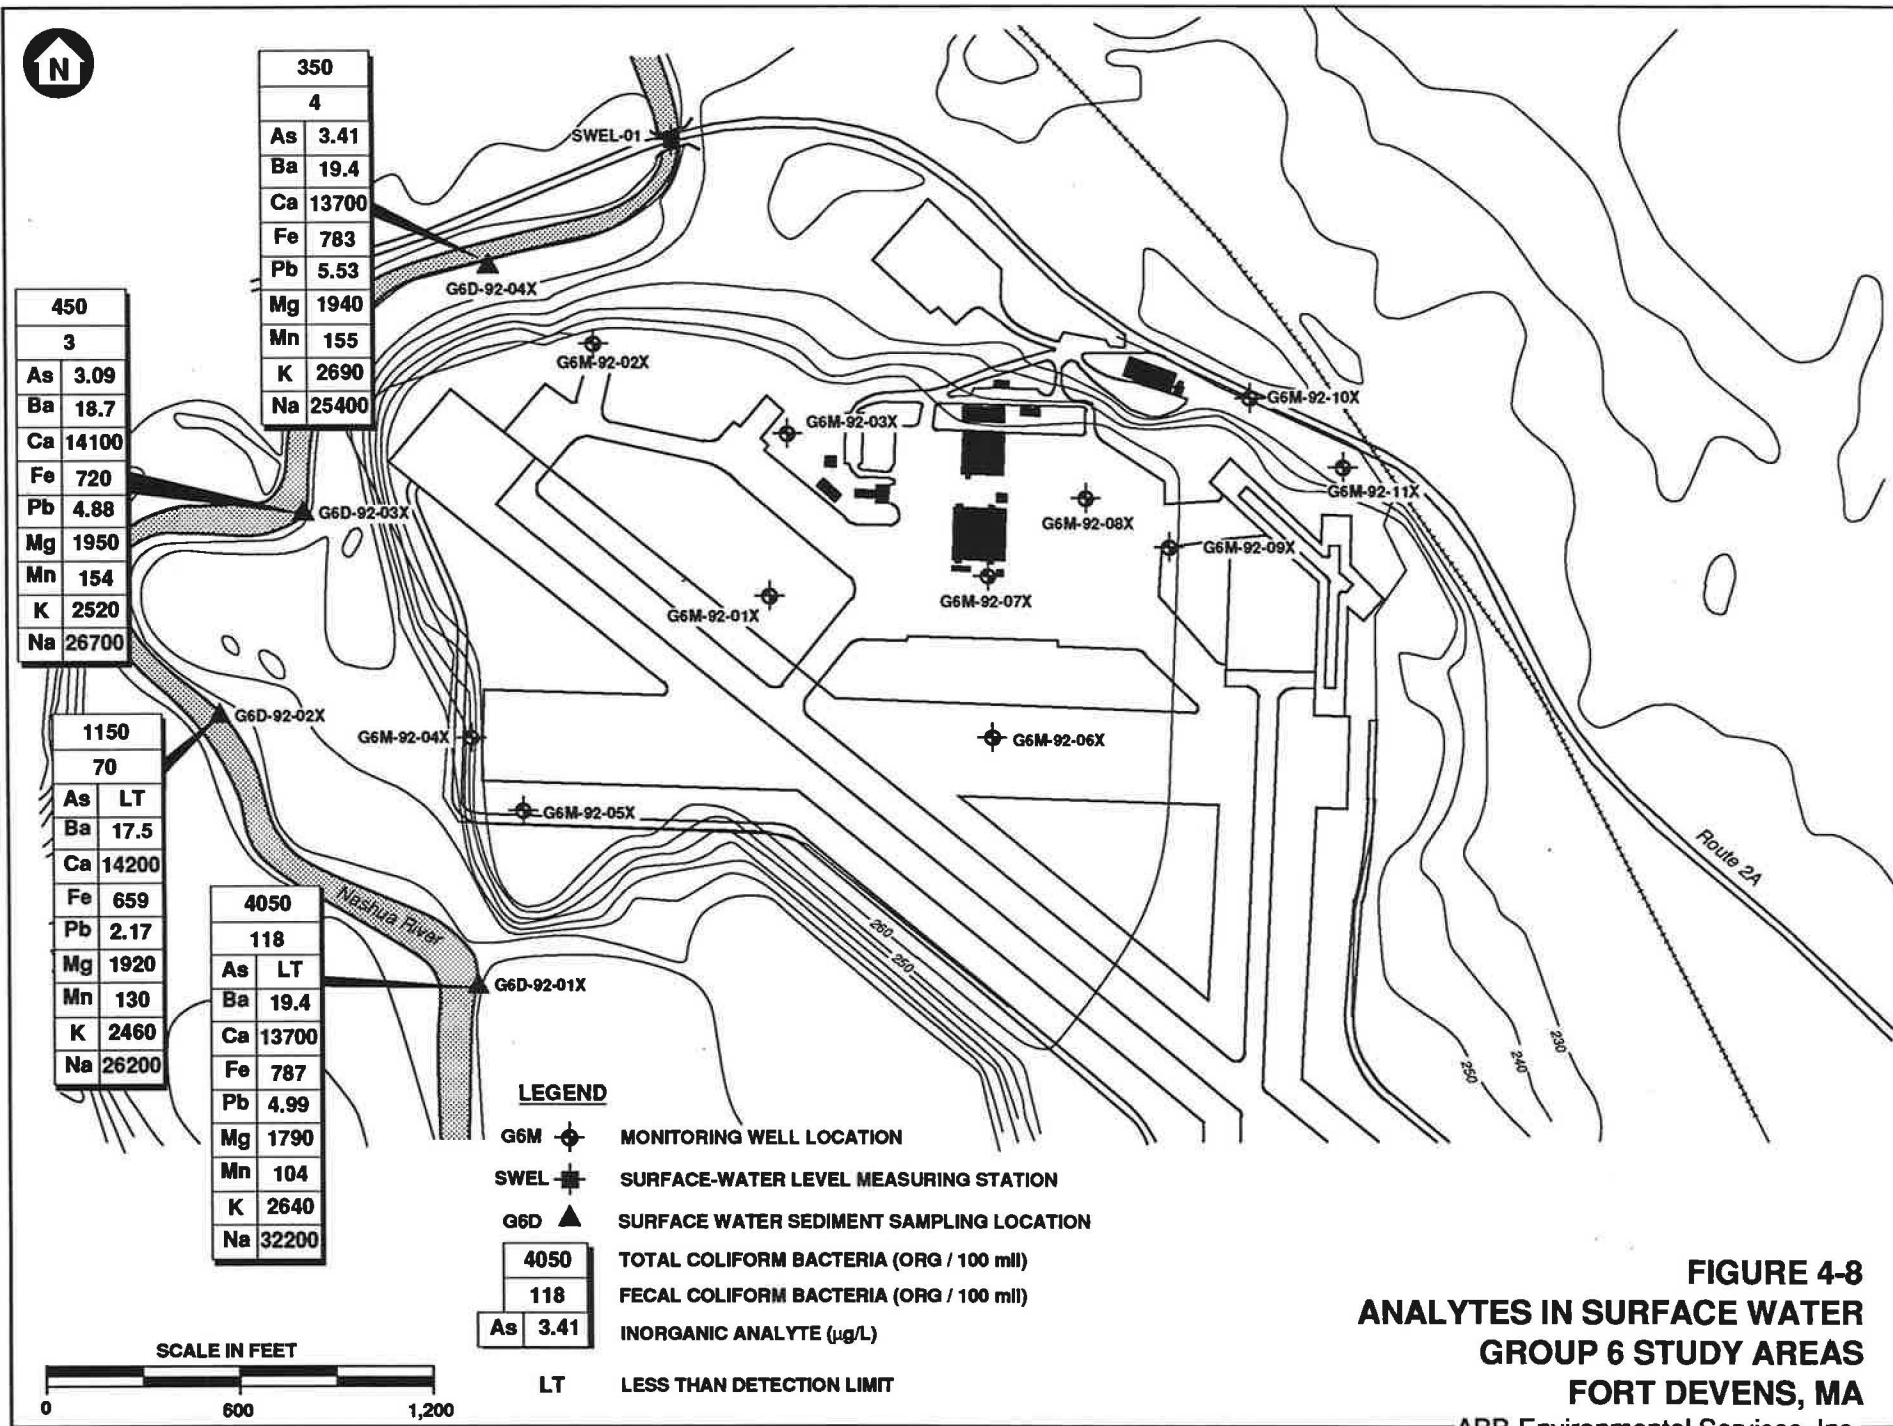 N
350
4
As 3.41
Ba 19.4
Ca 13700
Fe 783
Pb 5.53
Mg 1940
Mn 155
K 2690
Na 25400
450
3
As 3.09
Ba 18.7
Ca 14100
Fe 720
Pb 4.88
Mg 1950
Mn 154
K 2520
Na 26700
1150
70
As LT
Ba 17.5
Ca 14200
Fe 659
Pb 2.17
Mg 1920
Mn 130
K 2460
Na 26200
4050
118
As LT
Ba 19.4
Ca 13700
Fe 787
Pb 4.99
Mg 1790
Mn 104
K 2640
Na 32200
SWEL-01
G6D-92-04X
G6M-92-02X
G6M-92-03X
G6M-92-10X
G6M-92-11X
G6D-92-03X
G6M-92-08X
G6M-92-09X
G6M-92-07X
G6M-92-01X
G6D-92-02X
G6M-92-04X
G6M-92-06X
G6M-92-05X
Route 2A
Nashua River
260
250
G6D-92-01X
250
240
230
LEGEND
G6M MONITORING WELL LOCATION
SWEL SURFACE-WATER LEVEL MEASURING STATION
G6D SURFACE WATER SEDIMENT SAMPLING LOCATION
4050 TOTAL COLIFORM BACTERIA (ORG / 100 mll)
118 FECAL COLIFORM BACTERIA (ORG / 100 mll)
As 3.41 INORGANIC ANALYTE (µg/L)
LT LESS THAN DETECTION LIMIT
SCALE IN FEET
0 600 1,200
FIGURE 4-8
ANALYTES IN SURFACE WATER
GROUP 6 STUDY AREAS
FORT DEVENS, MA
ABB Environmental Services, Inc.